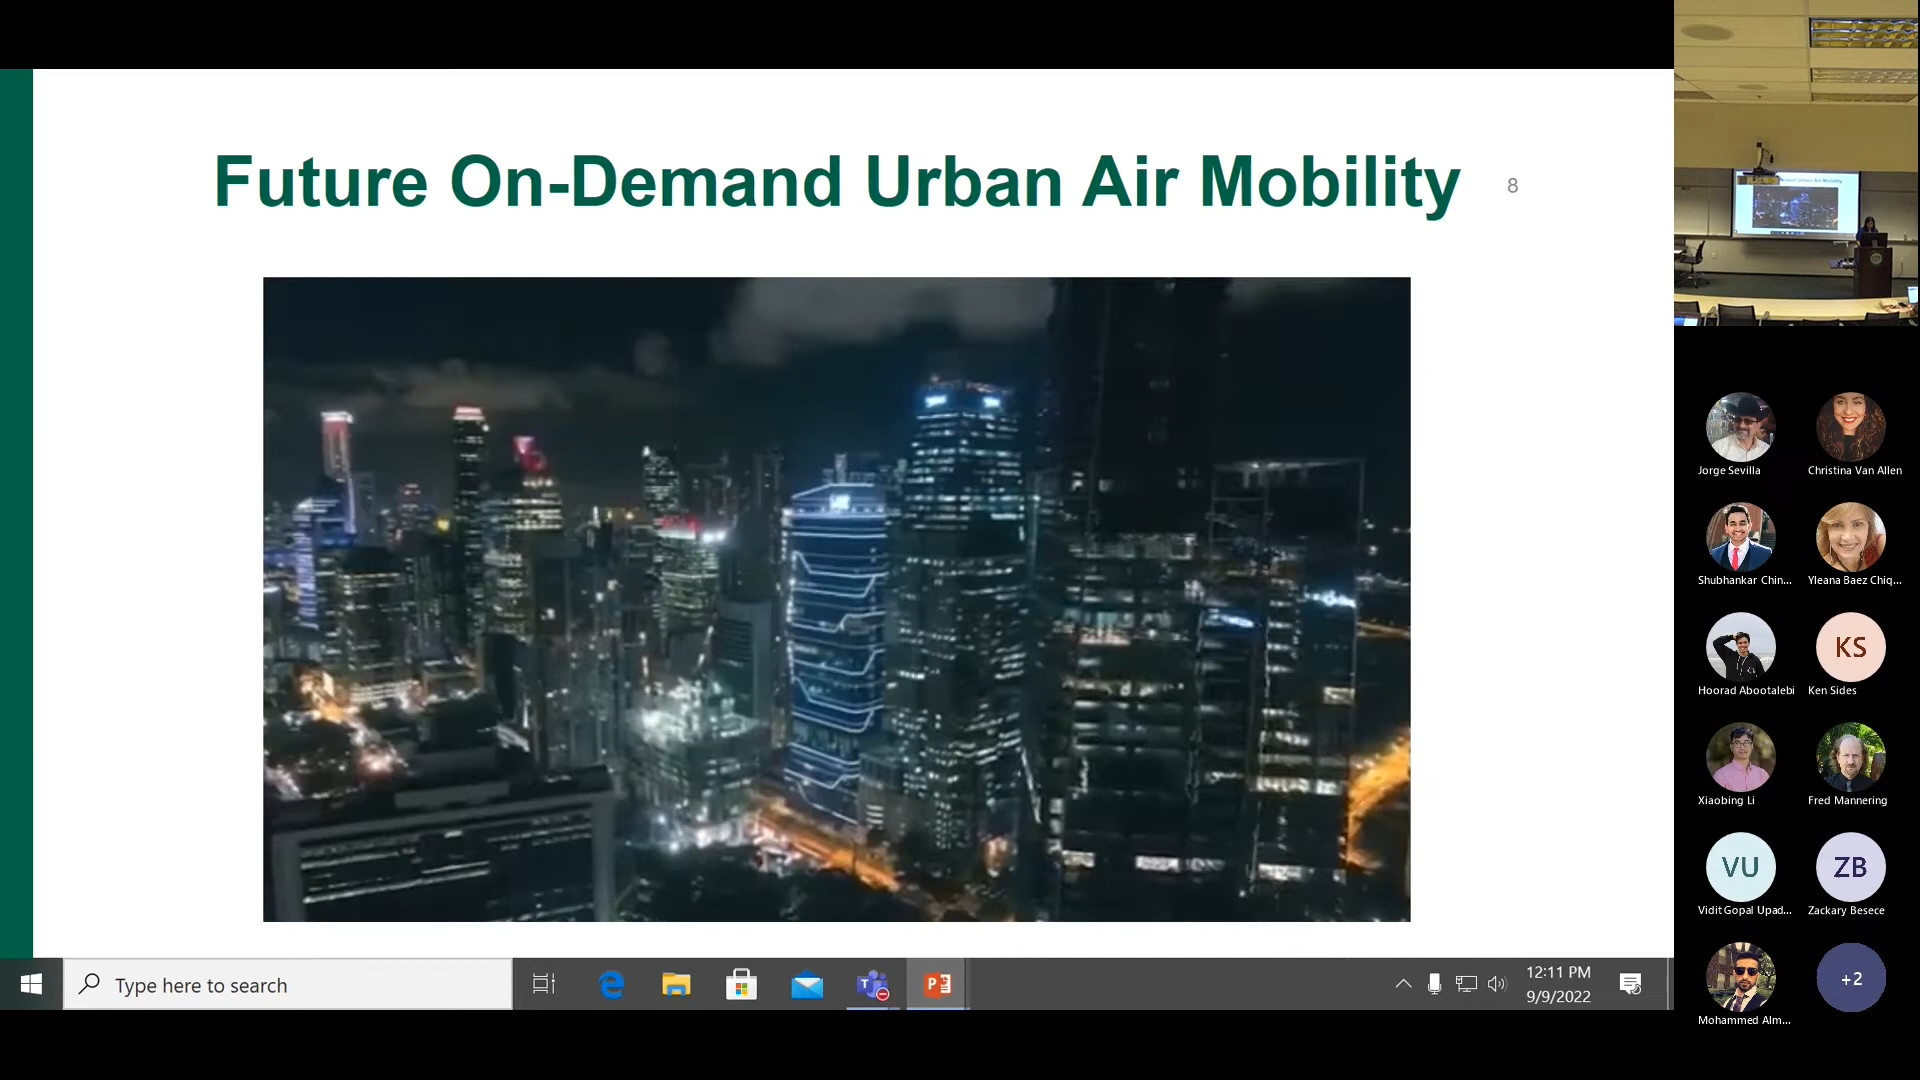 Future On-Demand Urban Air Mobility
8
Type here to search
12:11 PM
9/9/2022
Jorge Sevilla
Christina Van Allen
Shubhankar Chin...
Yleana Baez Chiq...
Hoorad Abootalebi
KS
Ken Sides
Xiaobing Li
Fred Mannering
VU
Vidit Gopal Upad...
ZB
Zackary Besece
Mohammed Alm...
+2